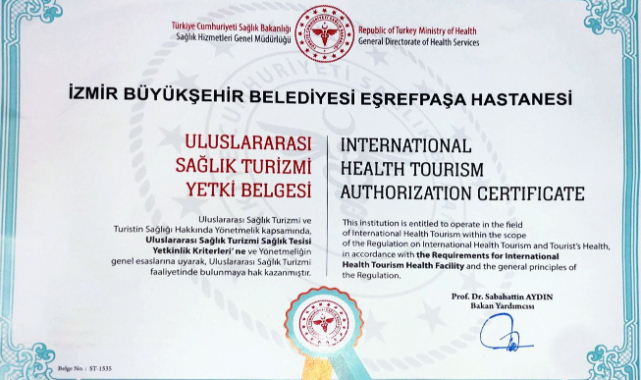 Türkiye Cumhuriyeti Sağlık Bakanlığı
Sağlık Hizmetleri Genel Müdürlüğü
Republic of Turkey Ministry of Health
General Directorate of Health Services
İZMİR BÜYÜKŞEHİR BELEDİYESİ EŞREFPAŞA HASTANESİ
ULUSLARARASI
SAĞLIK TURİZMİ
YETKİ BELGESİ
Uluslararası Sağlık Turizmi ve
Turistin Sağlığı Hakkında Yönetmelik kapsamında,
Uluslararası Sağlık Turizmi Sağlık Tesisi
Yetkinlik Kriterleri' ne ve Yönetmeliğin
genel esaslarına uyarak, Uluslararası Sağlık Turizmi
faaliyetinde bulunmaya hak kazanmıştır.
INTERNATIONAL
HEALTH TOURISM
AUTHORIZATION CERTIFICATE
This institution is entitled to operate in the field
of International Health Tourism within the scope
of the Regulation on International Health Tourism and Tourist's Health,
in accordance with the Requirements for International
Health Tourism Health Facility and the general principles of
the Regulation.
Prof. Dr. Sabahattin AYDIN
Bakan Yardımcısı
Belge No. : ST-1535